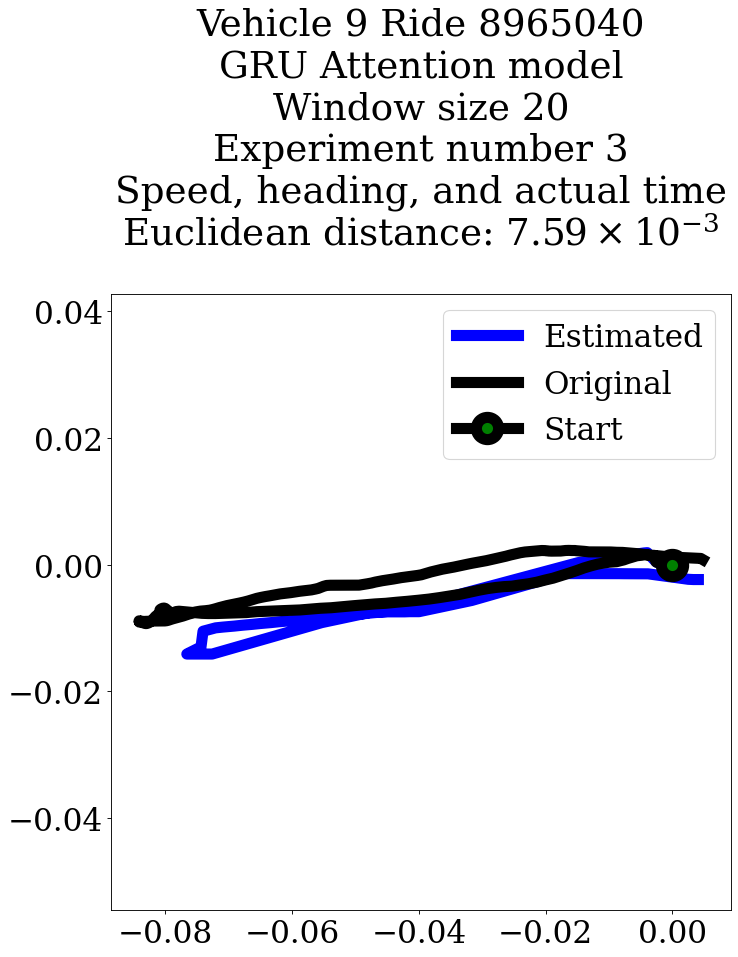 Vehicle 9 Ride 8965040
GRU Attention model
Window size 20
Experiment number 3
Speed, heading, and actual time
Euclidean distance: 7.59 × 10⁻³
Estimated
Original
Start
0.04
0.02
0.00
−0.02
−0.04
−0.08 −0.06 −0.04 −0.02 0.00